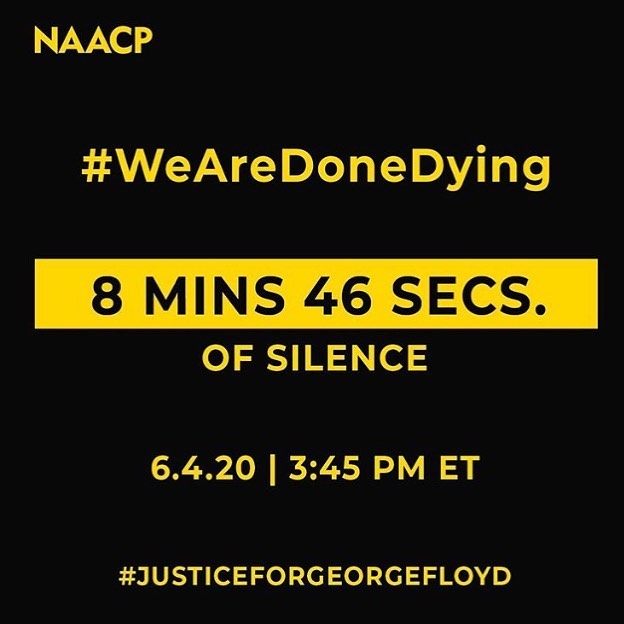 NAACP
#WeAreDoneDying
8 MINS 46 SECS.
OF SILENCE
6.4.20 | 3:45 PM ET
#JUSTICEFORGEORGEFLOYD